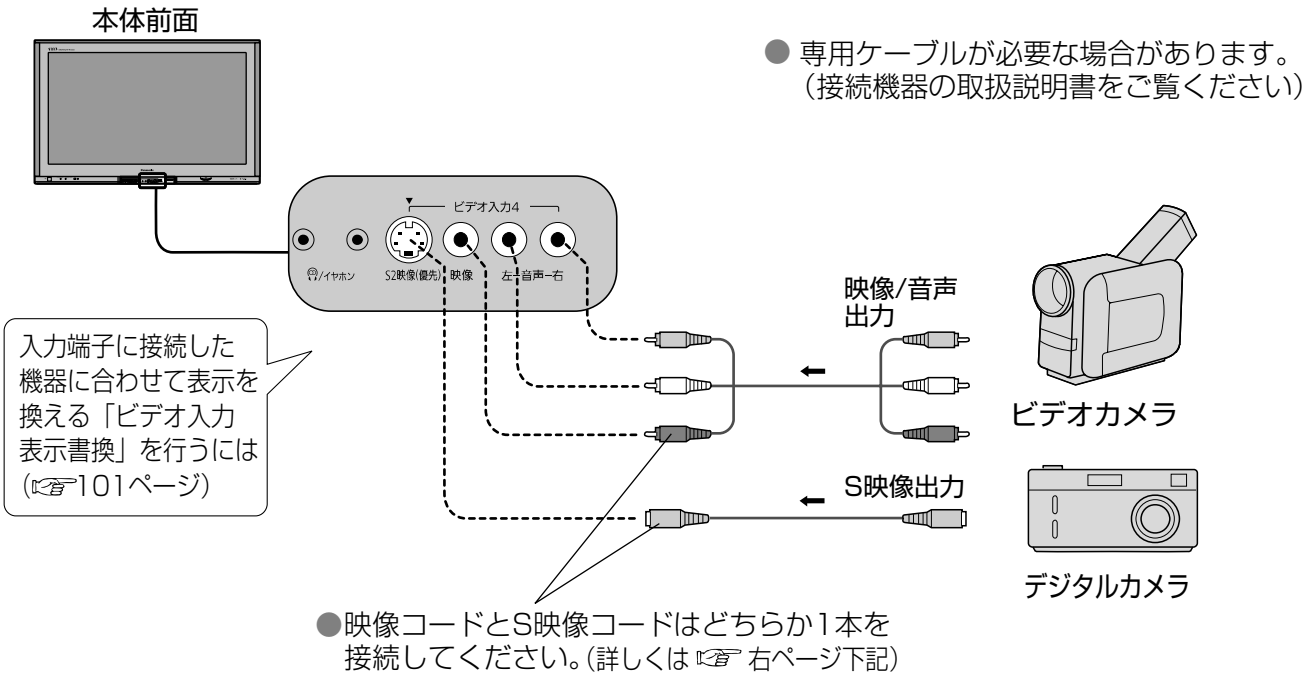 本体前面
● 専用ケーブルが必要な場合があります。
（接続機器の取扱説明書をご覧ください）
ビデオ入力4
/イヤホン
S2映像(優先)
映像
左-音声-右
入力端子に接続した
機器に合わせて表示を
換える「ビデオ入力
表示書換」を行うには
（☞101ページ）
映像/音声
出力
ビデオカメラ
S映像出力
デジタルカメラ
●映像コードとS映像コードはどちらか1本を
接続してください。（詳しくは ☞ 右ページ下記）